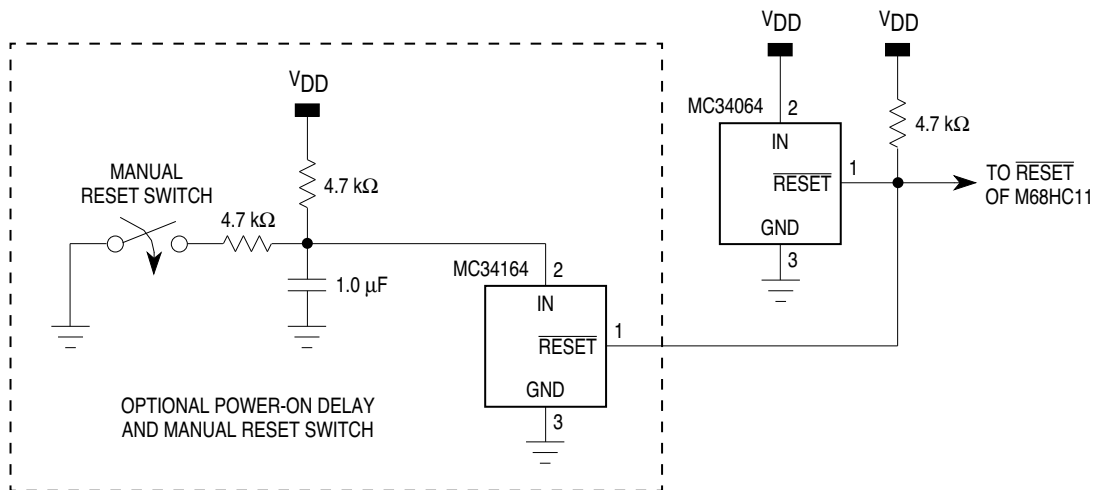 VDD
VDD
MC34064
2
IN
4.7 kΩ
1
RESET
TO RESET
OF M68HC11
GND
3
VDD
MANUAL
RESET SWITCH
4.7 kΩ
4.7 kΩ
MC34164
2
1.0 µF
IN
1
RESET
GND
3
OPTIONAL POWER-ON DELAY
AND MANUAL RESET SWITCH